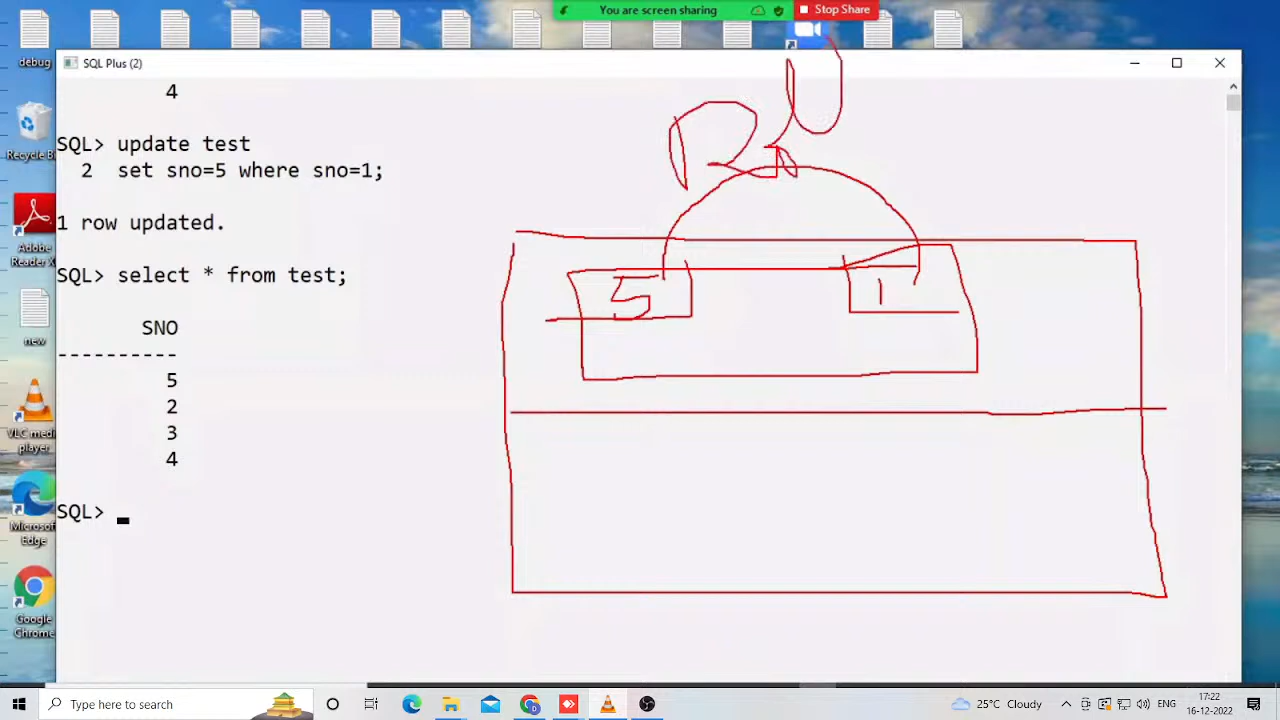 You are screen sharing
Stop Share
debug
SQL Plus (2)
4
SQL> update test
2 set sno=5 where sno=1;
1 row updated.
SQL> select * from test;
SNO
----------
5
2
3
4
SQL>
Recycle Bi
Adobe
Reader X
new
VLC medi
player
Microsof
Edge
Google
Chrome
5
1
Type here to search
25°C Cloudy
ENG
17:22
16-12-2022